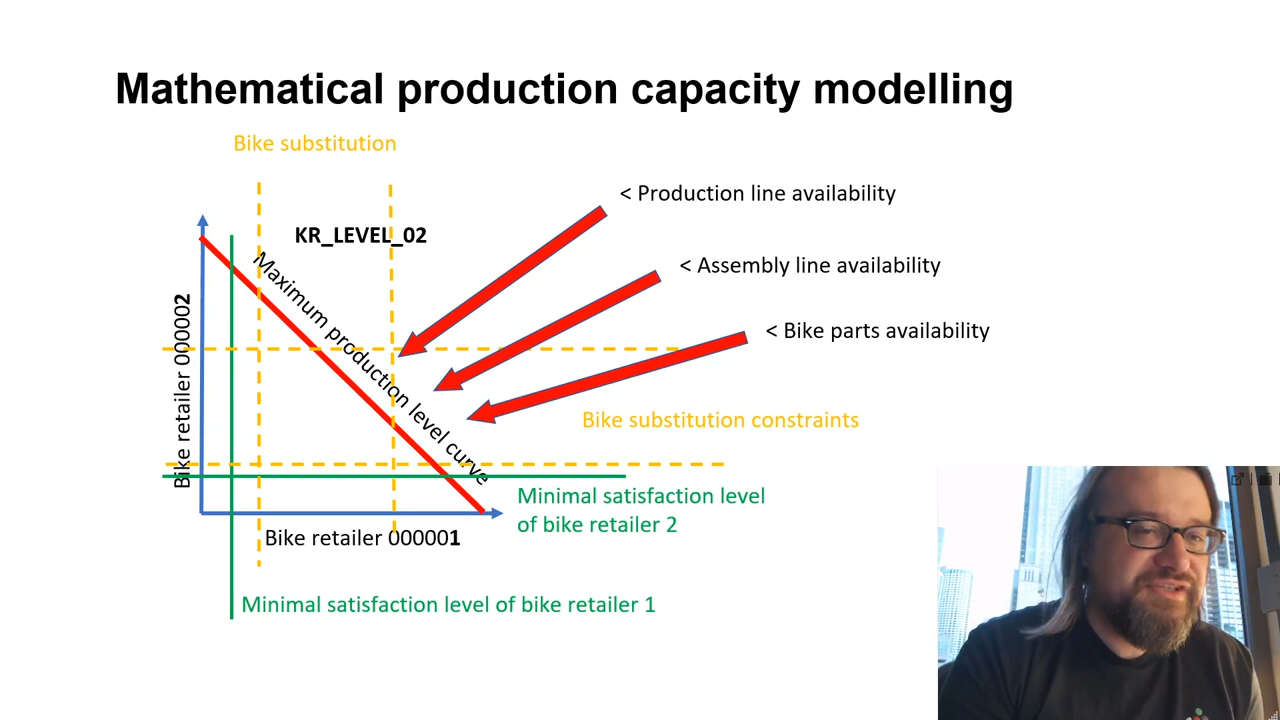 Mathematical production capacity modelling
Bike substitution
< Production line availability
KR_LEVEL_02
< Assembly line availability
Maximum production level curve
< Bike parts availability
Bike retailer 000002
Bike substitution constraints
Minimal satisfaction level
of bike retailer 2
Bike retailer 000001
Minimal satisfaction level of bike retailer 1